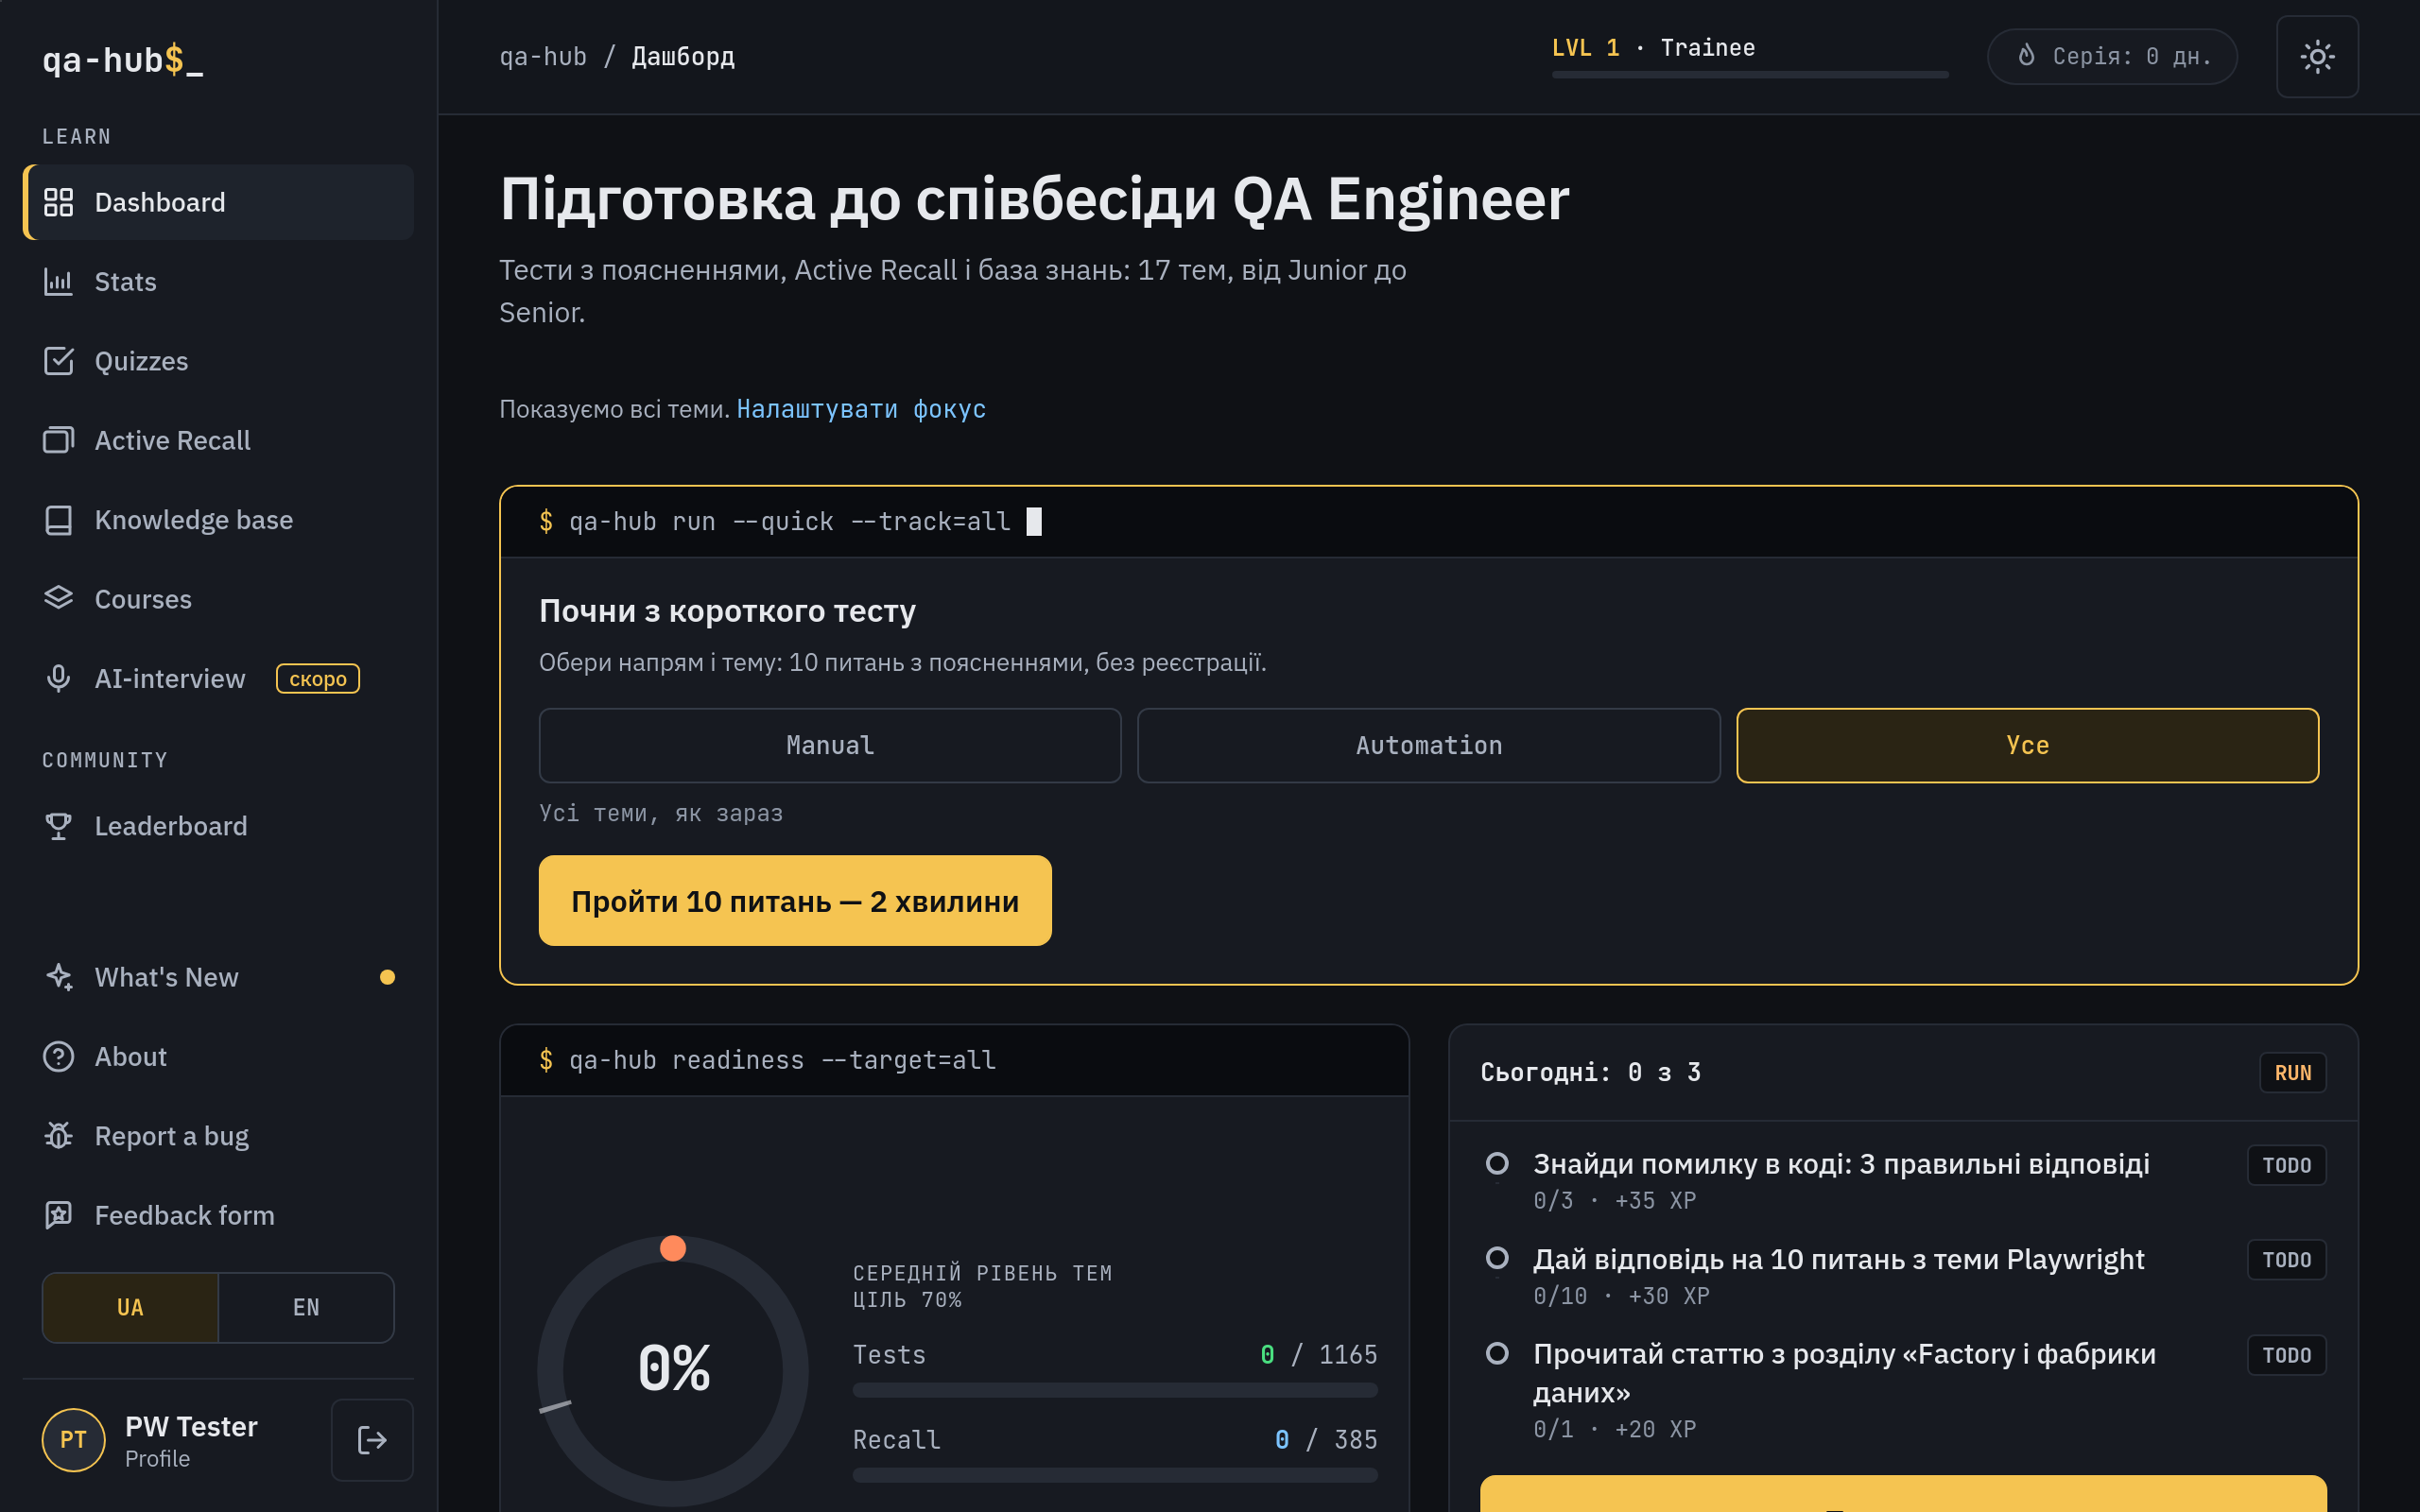 qa-hub$_
LEARN
Dashboard
Stats
Quizzes
Active Recall
Knowledge base
Courses
AI-interview скоро
COMMUNITY
Leaderboard
What's New
About
Report a bug
Feedback form
UA EN
PT PW Tester
Profile
qa-hub / Дашборд
LVL 1 · Trainee
Серія: 0 дн.
Підготовка до співбесіди QA Engineer
Тести з поясненнями, Active Recall і база знань: 17 тем, від Junior до
Senior.
Показуємо всі теми. Налаштувати фокус
$ qa-hub run --quick --track=all
Почни з короткого тесту
Обери напрям і тему: 10 питань з поясненнями, без реєстрації.
Manual Automation Усе
Усі теми, як зараз
Пройти 10 питань — 2 хвилини
$ qa-hub readiness --target=all
0%
СЕРЕДНІЙ РІВЕНЬ ТЕМ
ЦІЛЬ 70%
Tests 0 / 1165
Recall 0 / 385
Сьогодні: 0 з 3 RUN
Знайди помилку в коді: 3 правильні відповіді TODO
0/3 · +35 XP
Дай відповідь на 10 питань з теми Playwright TODO
0/10 · +30 XP
Прочитай статтю з розділу «Factory і фабрики TODO
даних»
0/1 · +20 XP